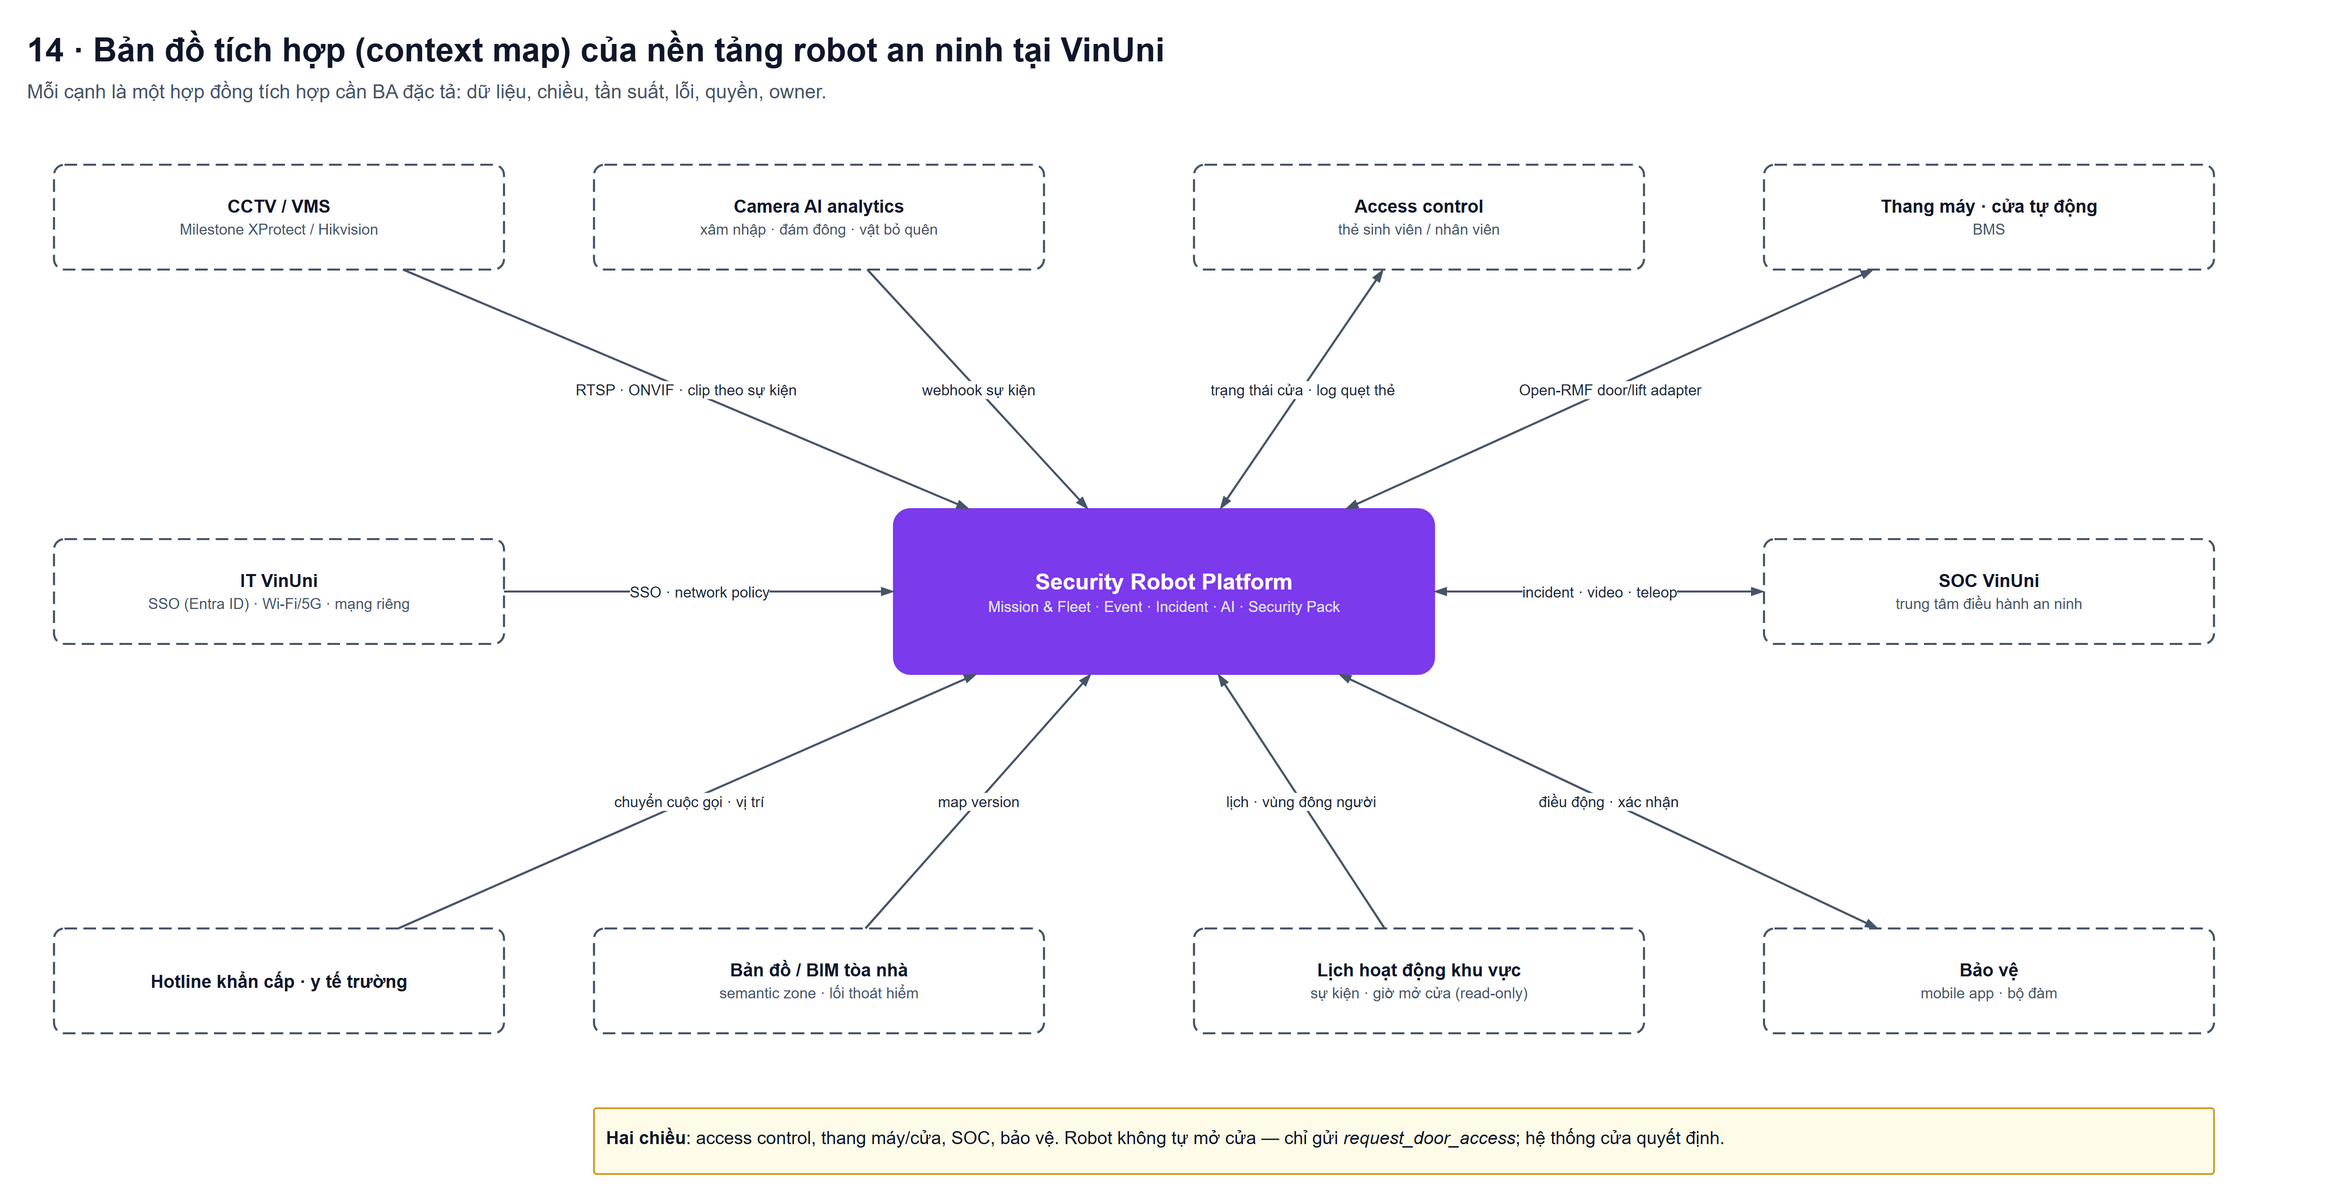 14 · Bản đồ tích hợp (context map) của nền tảng robot an ninh tại VinUni
Mỗi cạnh là một hợp đồng tích hợp cần BA đặc tả: dữ liệu, chiều, tần suất, lỗi, quyền, owner.
CCTV / VMS
Milestone XProtect / Hikvision
Camera AI analytics
xâm nhập · đám đông · vật bỏ quên
Access control
thẻ sinh viên / nhân viên
Thang máy · cửa tự động
BMS
RTSP · ONVIF · clip theo sự kiện
webhook sự kiện
trạng thái cửa · log quẹt thẻ
Open-RMF door/lift adapter
IT VinUni
SSO (Entra ID) · Wi-Fi/5G · mạng riêng
SSO · network policy
Security Robot Platform
Mission & Fleet · Event · Incident · AI · Security Pack
incident · video · teleop
SOC VinUni
trung tâm điều hành an ninh
chuyển cuộc gọi · vị trí
map version
lịch · vùng đông người
điều động · xác nhận
Hotline khẩn cấp · y tế trường
Bản đồ / BIM tòa nhà
semantic zone · lối thoát hiểm
Lịch hoạt động khu vực
sự kiện · giờ mở cửa (read-only)
Bảo vệ
mobile app · bộ đàm
Hai chiều: access control, thang máy/cửa, SOC, bảo vệ. Robot không tự mở cửa — chỉ gửi request_door_access; hệ thống cửa quyết định.